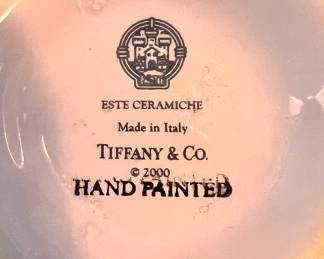 ESTE CERAMICHE
Made in Italy
TIFFANY & CO.
© 2000
HAND PAINTED